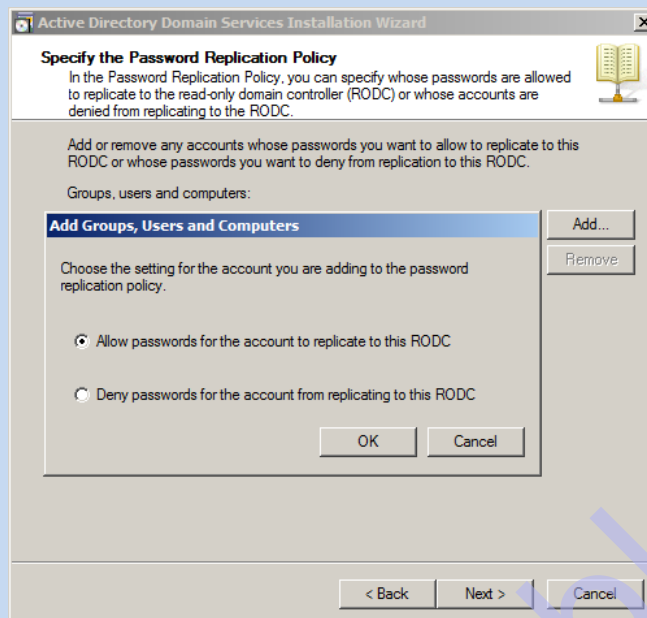 Active Directory Domain Services Installation Wizard
Specify the Password Replication Policy
In the Password Replication Policy, you can specify whose passwords are allowed
to replicate to the read-only domain controller (RODC) or whose accounts are
denied from replicating to the RODC.
Add or remove any accounts whose passwords you want to allow to replicate to this
RODC or whose passwords you want to deny from replication to this RODC.
Groups, users and computers:
Add Groups, Users and Computers
Add...
Remove
Choose the setting for the account you are adding to the password
replication policy.
Allow passwords for the account to replicate to this RODC
Deny passwords for the account from replicating to this RODC
OK Cancel
< Back Next > Cancel